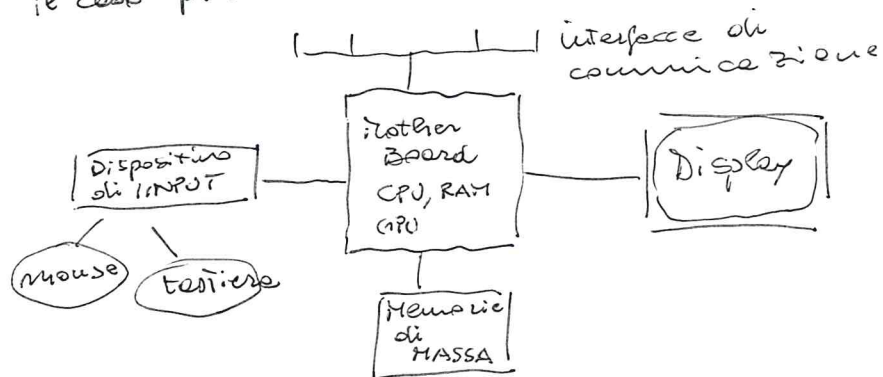 interfacce di
comunicazione
Mother
Board
CPU, RAM
GPU
Dispositivo
di INPUT
Display
mouse
tastiera
Memorie
di
MASSA